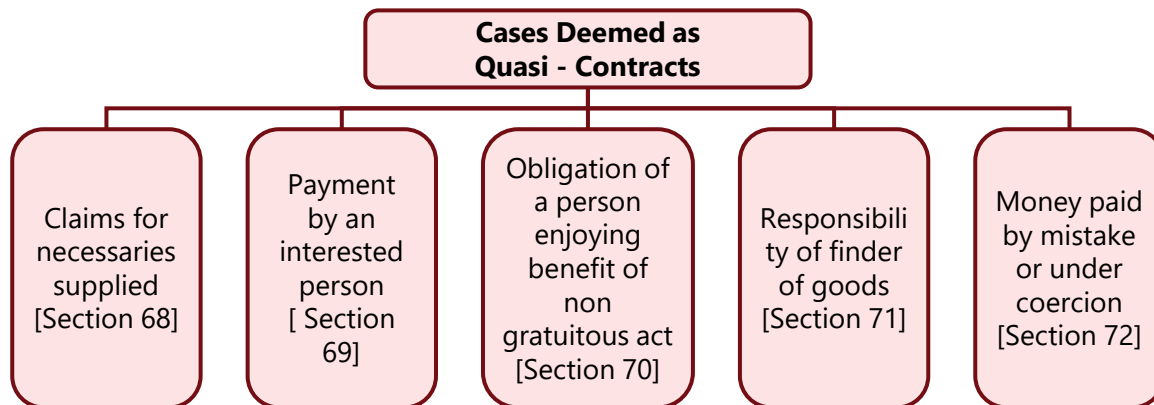 Cases Deemed as
Quasi - Contracts
Claims for
necessaries
supplied
[Section 68]
Payment
by an
interested
person
[ Section
69]
Obligation of
a person
enjoying
benefit of
non
gratuitous act
[Section 70]
Responsibili
ty of finder
of goods
[Section 71]
Money paid
by mistake
or under
coercion
[Section 72]